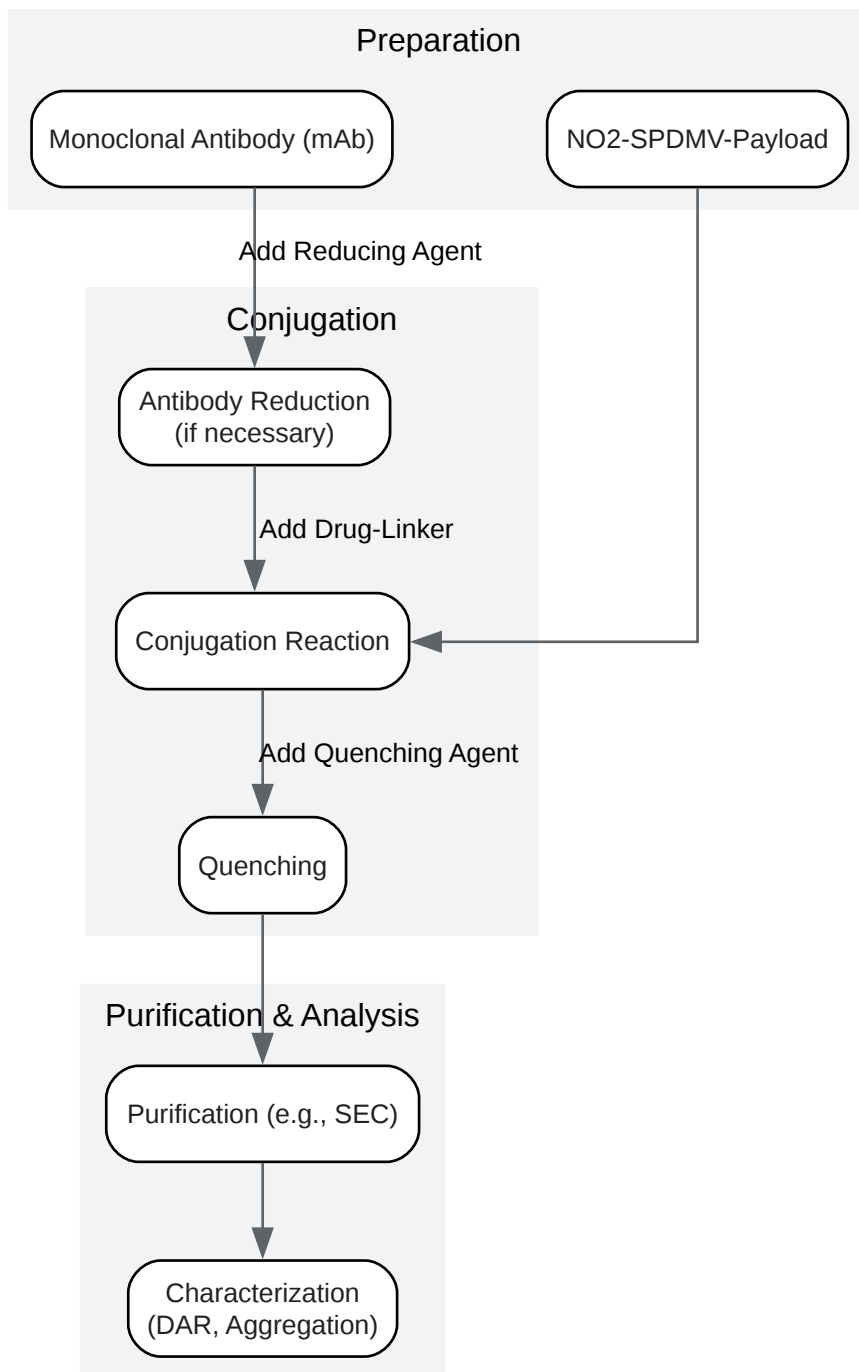 Preparation
Monoclonal Antibody (mAb)
NO2-SPDMV-Payload
Add Reducing Agent
Conjugation
Antibody Reduction
(if necessary)
Add Drug-Linker
Conjugation Reaction
Add Quenching Agent
Quenching
Purification & Analysis
Purification (e.g., SEC)
Characterization
(DAR, Aggregation)